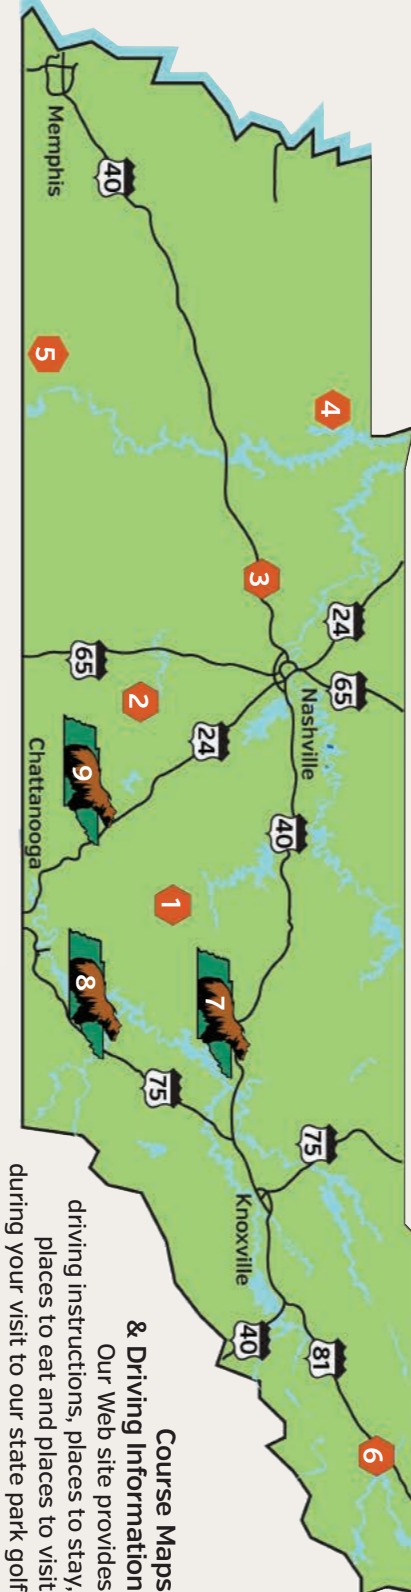 Memphis
40
5
4
3
24
65
65
2
Nashville
24
9
Chattanooga
40
1
7
8
75
75
Knoxville
40
81
6
Course Maps
& Driving Information
Our Web site provides
driving instructions, places to stay,
places to eat and places to visit
during your visit to our state park golf